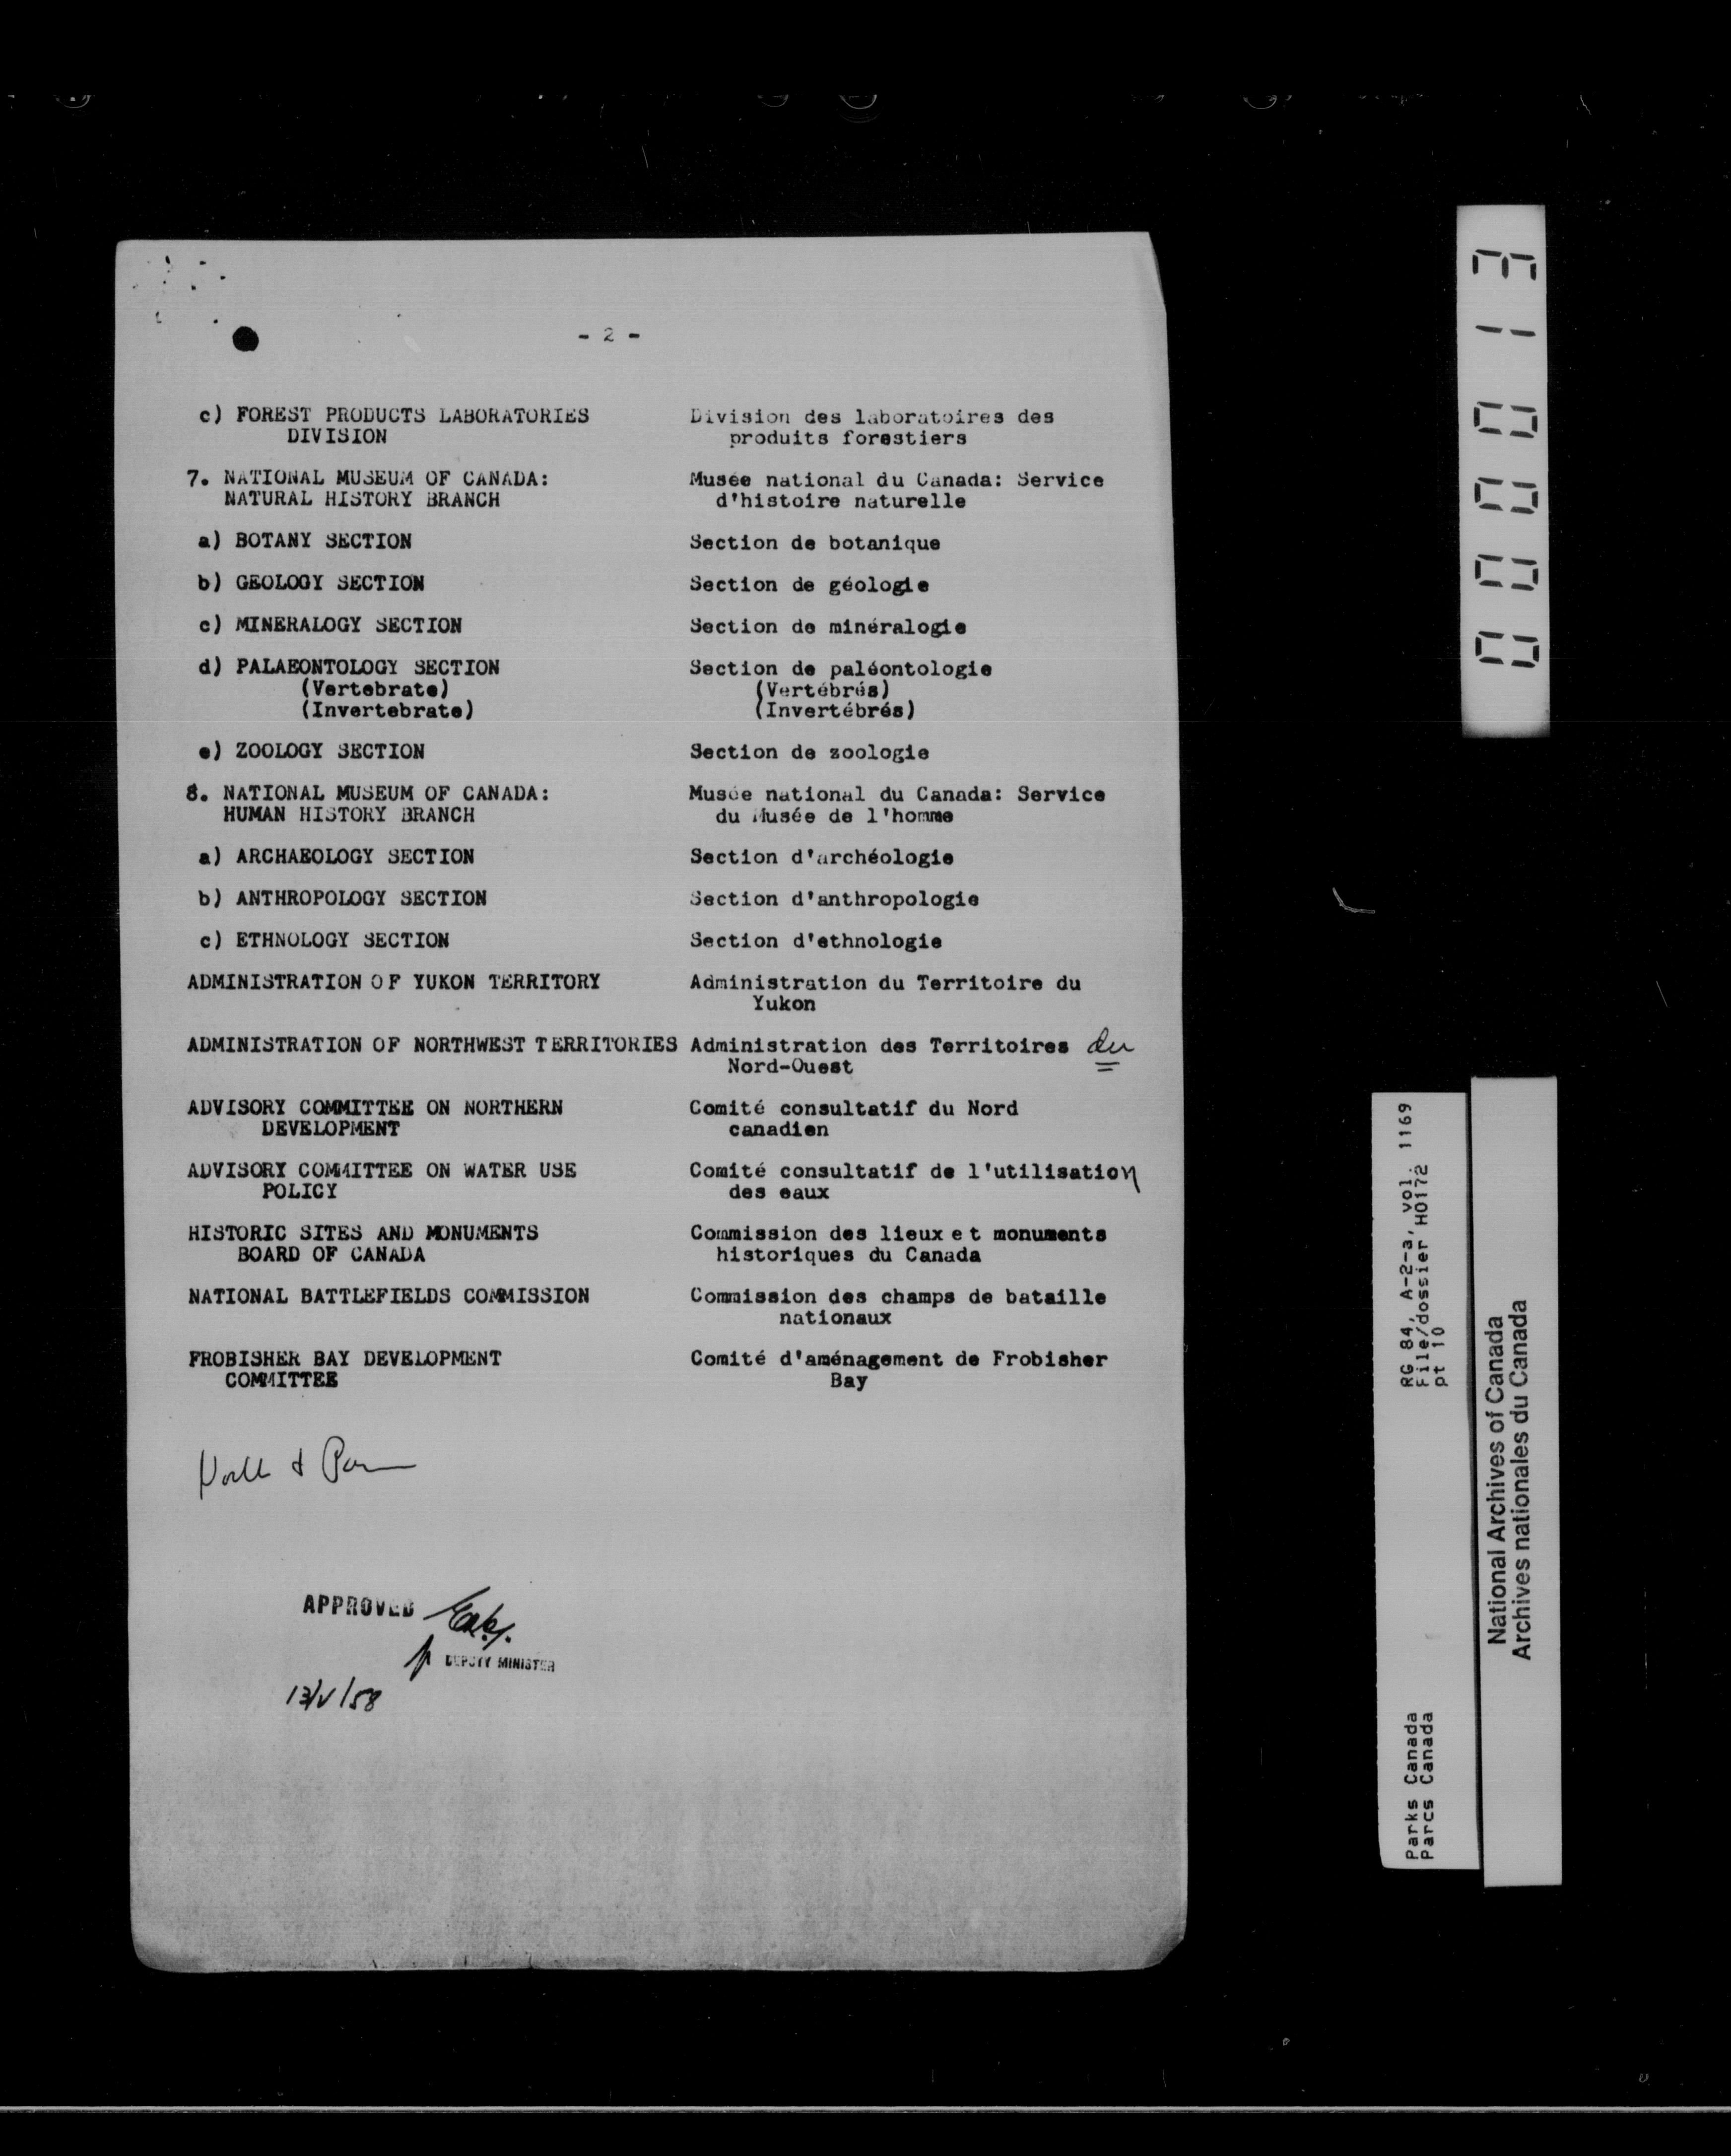 - 2 -
c) FOREST PRODUCTS LABORATORIES
DIVISION
Division des laboratoires des
produits forestiers
7. NATIONAL MUSEUM OF CANADA:
NATURAL HISTORY BRANCH
Musée national du Canada: Service
d'histoire naturelle
a) BOTANY SECTION
Section de botanique
b) GEOLOGY SECTION
Section de géologie
c) MINERALOGY SECTION
Section de minéralogie
d) PALAEONTOLOGY SECTION
(Vertebrate)
(Invertebrate)
Section de paléontologie
(Vertébrés)
(Invertébrés)
e) ZOOLOGY SECTION
Section de zoologie
8. NATIONAL MUSEUM OF CANADA:
HUMAN HISTORY BRANCH
Musée national du Canada: Service
du Musée de l'homme
a) ARCHAEOLOGY SECTION
Section d'archéologie
b) ANTHROPOLOGY SECTION
Section d'anthropologie
c) ETHNOLOGY SECTION
Section d'ethnologie
ADMINISTRATION OF YUKON TERRITORY
Administration du Territoire du
Yukon
ADMINISTRATION OF NORTHWEST TERRITORIES
Administration des Territoires du
Nord-Ouest
ADVISORY COMMITTEE ON NORTHERN
DEVELOPMENT
Comité consultatif du Nord
canadien
ADVISORY COMMITTEE ON WATER USE
POLICY
Comité consultatif de l'utilisation
des eaux
HISTORIC SITES AND MONUMENTS
BOARD OF CANADA
Commission des lieux et monuments
historiques du Canada
NATIONAL BATTLEFIELDS COMMISSION
Commission des champs de bataille
nationaux
FROBISHER BAY DEVELOPMENT
COMMITTEE
Comité d'aménagement de Frobisher
Bay
APPROVED
DEPUTY MINISTER
13/V/58
000013
RG 84, A-2-a, vol. 1169
File/dossier H0172
pt 10
Parks Canada
Parcs Canada
National Archives of Canada
Archives nationales du Canada